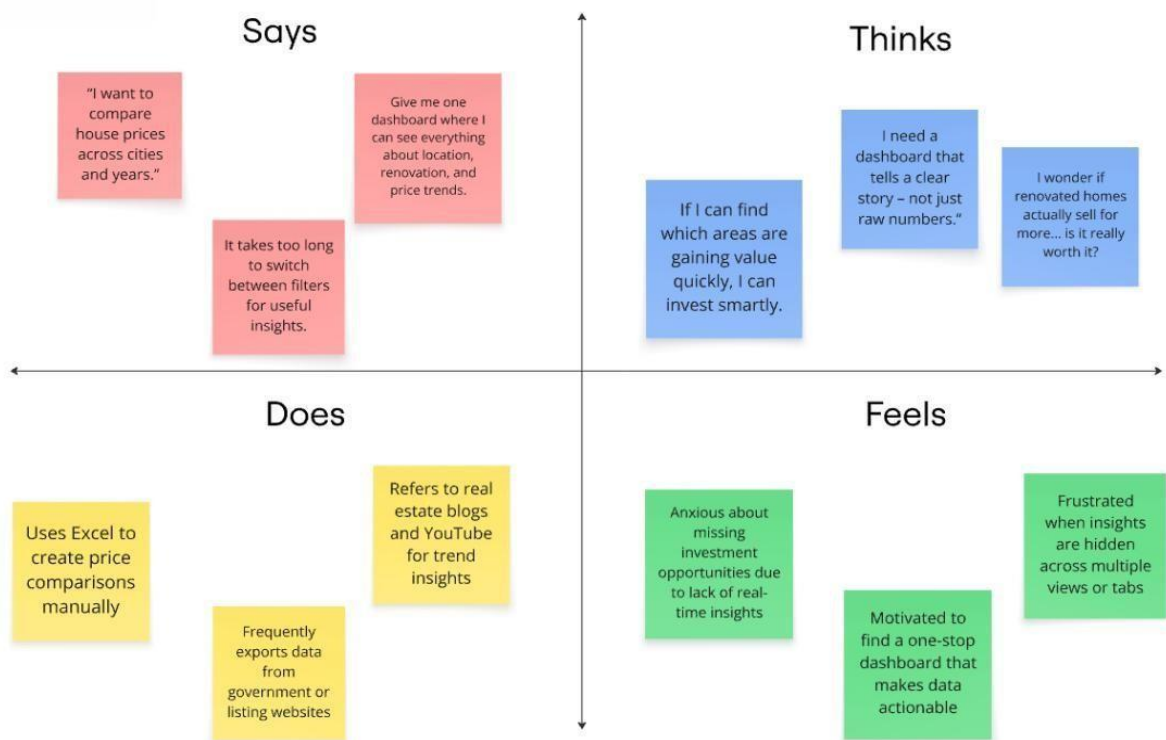 Says
“I want to
compare
house prices
across cities
and years.”
Give me one
dashboard where I
can see everything
about location,
renovation, and
price trends.
It takes too long
to switch
between filters
for useful
insights.
Thinks
If I can find
which areas are
gaining value
quickly, I can
invest smartly.
I need a
dashboard that
tells a clear
story – not just
raw numbers.“
I wonder if
renovated homes
actually sell for
more... is it really
worth it?
Does
Uses Excel to
create price
comparisons
manually
Frequently
exports data
from
government or
listing websites
Refers to real
estate blogs
and YouTube
for trend
insights
Feels
Anxious about
missing
investment
opportunities due
to lack of real-
time insights
Motivated to
find a one-stop
dashboard that
makes data
actionable
Frustrated
when insights
are hidden
across multiple
views or tabs